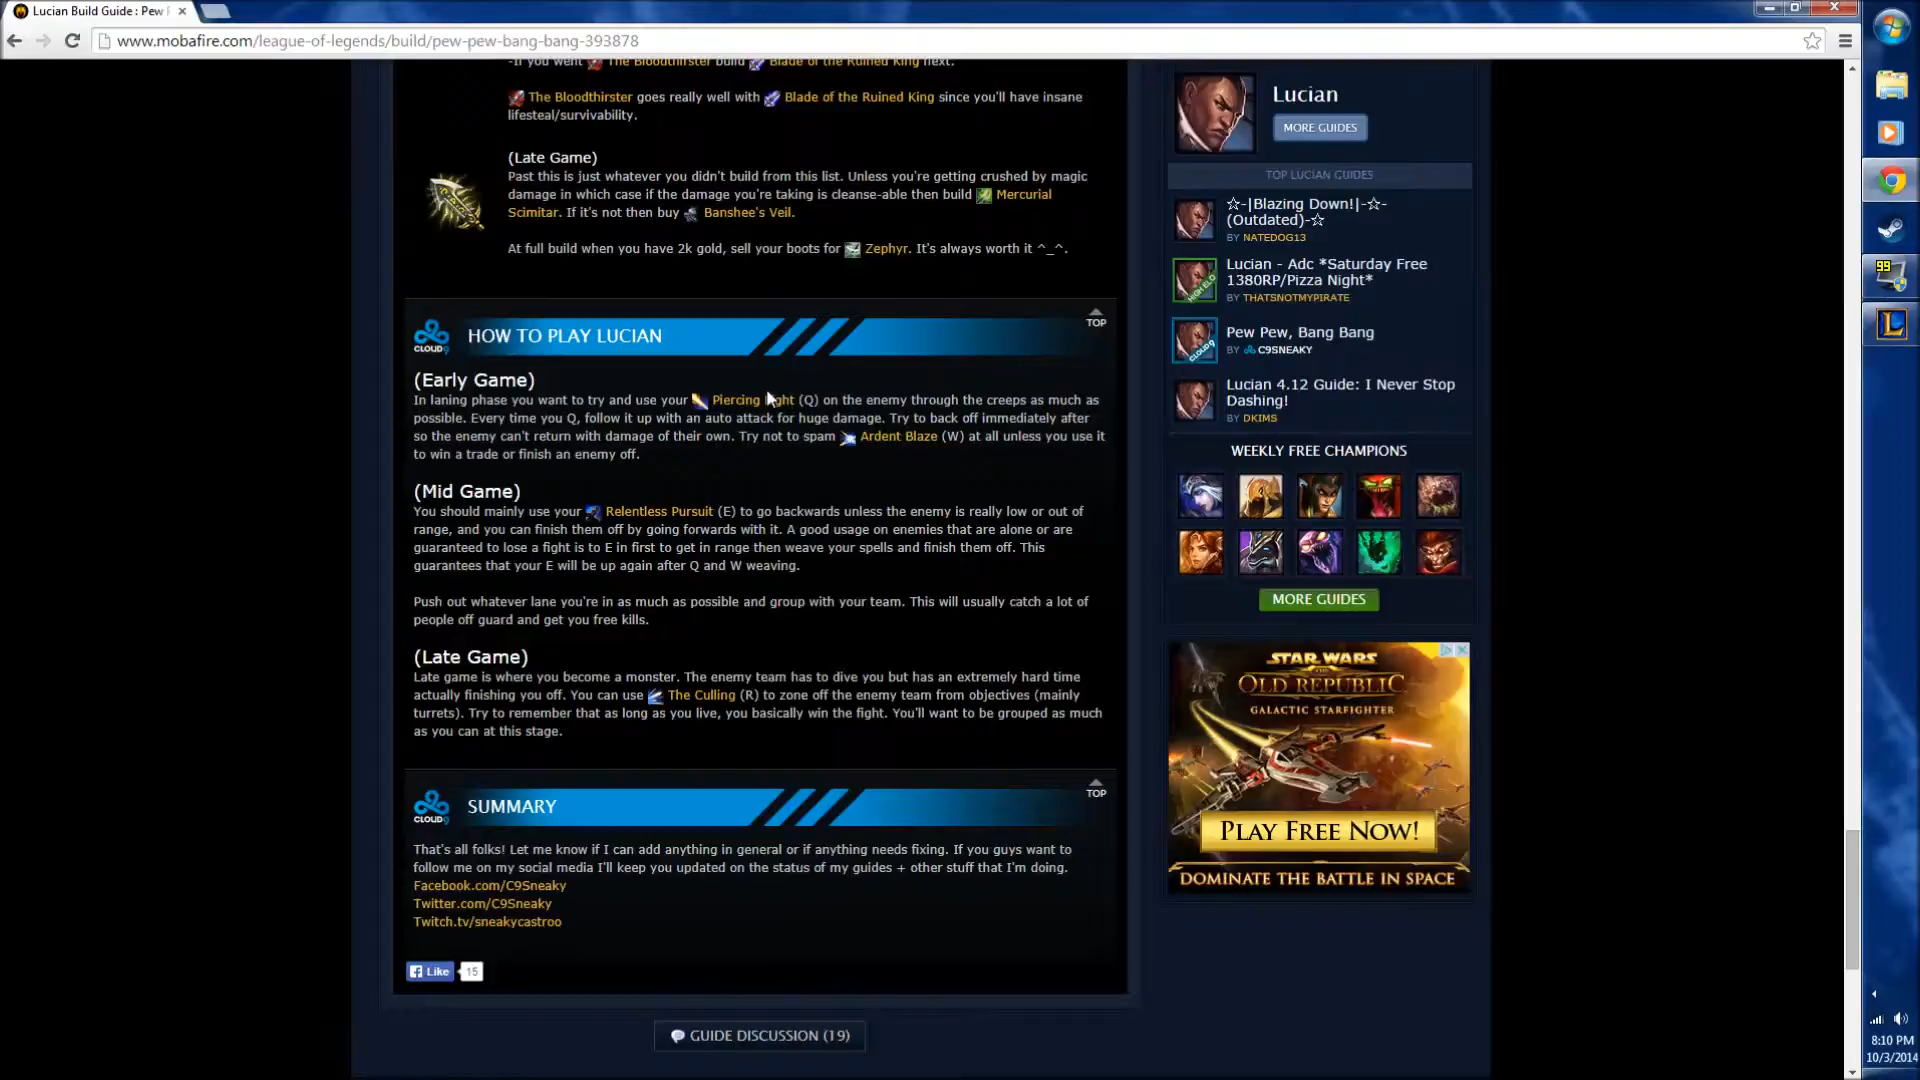 Lucian Build Guide : Pew
www.mobafire.com/league-of-legends/build/pew-pew-bang-bang-393878
-If you went The Bloodthirster build Blade of the Ruined King next.
The Bloodthirster goes really well with Blade of the Ruined King since you'll have insane
lifesteal/survivability.
(Late Game)
Past this is just whatever you didn't build from this list. Unless you're getting crushed by magic
damage in which case if the damage you're taking is cleanse-able then build Mercurial
Scimitar. If it's not then buy Banshee's Veil.
At full build when you have 2k gold, sell your boots for Zephyr. It's always worth it ^_^.
CLOUD9
HOW TO PLAY LUCIAN
TOP
(Early Game)
In laning phase you want to try and use your Piercing Light (Q) on the enemy through the creeps as much as
possible. Every time you Q, follow it up with an auto attack for huge damage. Try to back off immediately after
so the enemy can't return with damage of their own. Try not to spam Ardent Blaze (W) at all unless you use it
to win a trade or finish an enemy off.
(Mid Game)
You should mainly use your Relentless Pursuit (E) to go backwards unless the enemy is really low or out of
range, and you can finish them off by going forwards with it. A good usage on enemies that are alone or are
guaranteed to lose a fight is to E in first to get in range then weave your spells and finish them off. This
guarantees that your E will be up again after Q and W weaving.
Push out whatever lane you're in as much as possible and group with your team. This will usually catch a lot of
people off guard and get you free kills.
(Late Game)
Late game is where you become a monster. The enemy team has to dive you but has an extremely hard time
actually finishing you off. You can use The Culling (R) to zone off the enemy team from objectives (mainly
turrets). Try to remember that as long as you live, you basically win the fight. You'll want to be grouped as much
as you can at this stage.
CLOUD9
SUMMARY
TOP
That's all folks! Let me know if I can add anything in general or if anything needs fixing. If you guys want to
follow me on my social media I'll keep you updated on the status of my guides + other stuff that I'm doing.
Facebook.com/C9Sneaky
Twitter.com/C9Sneaky
Twitch.tv/sneakycastroo
Like 15
GUIDE DISCUSSION (19)
Lucian
MORE GUIDES
TOP LUCIAN GUIDES
☆-|Blazing Down!|-☆-
(Outdated)-☆
BY NATEDOG13
HIGH ELO
Lucian - Adc *Saturday Free
1380RP/Pizza Night*
BY THATSNOTMYPIRATE
CLOUD9
Pew Pew, Bang Bang
BY C9SNEAKY
Lucian 4.12 Guide: I Never Stop
Dashing!
BY DKIMS
WEEKLY FREE CHAMPIONS
MORE GUIDES
STAR WARS
THE OLD REPUBLIC
GALACTIC STARFIGHTER
PLAY FREE NOW!
DOMINATE THE BATTLE IN SPACE
99
L
8:10 PM
10/3/2014